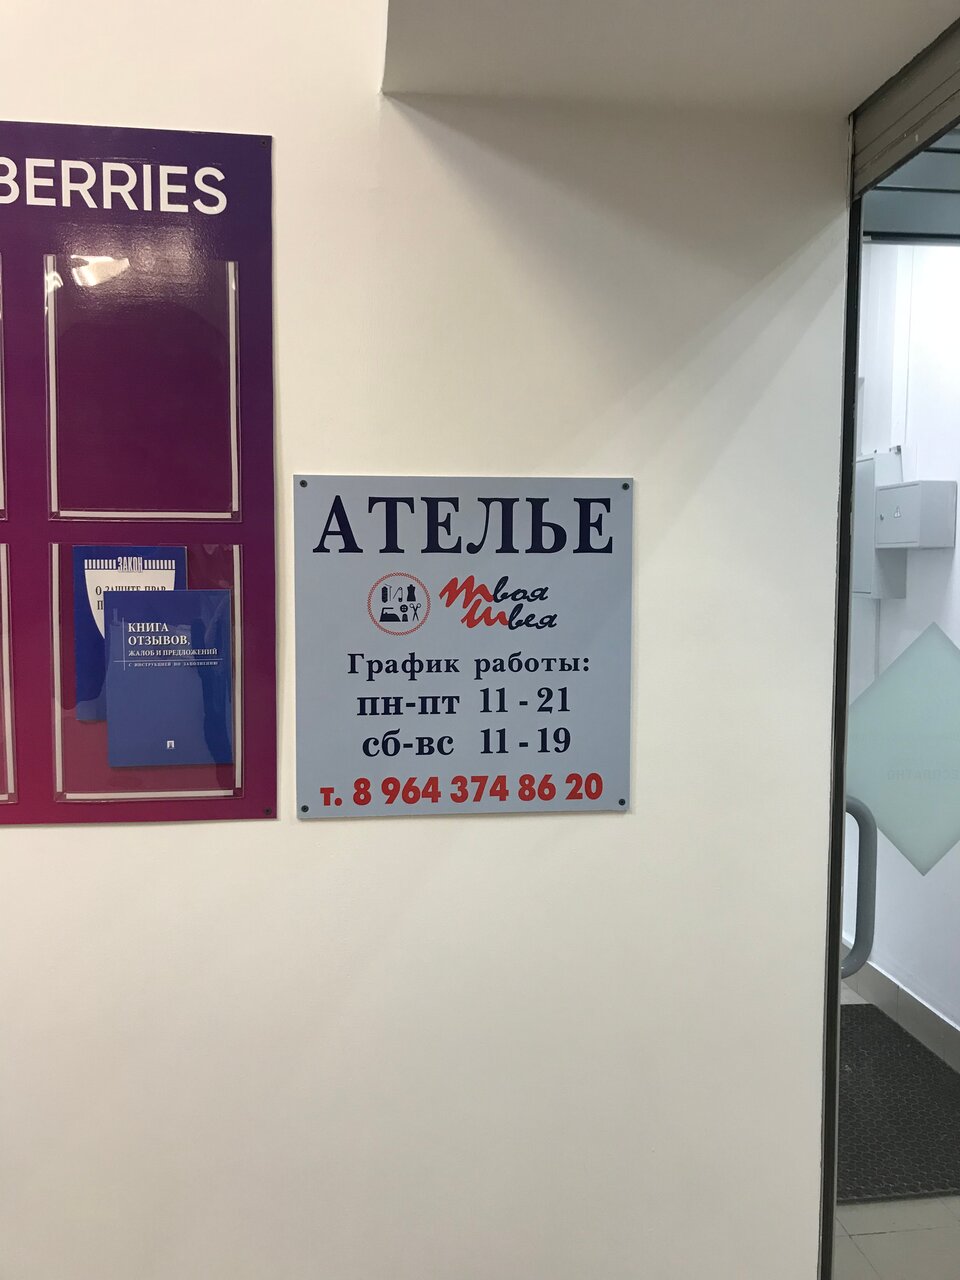 BERRIES
ЗАКОН
О ЗАЩИТЕ ПРАВ
КНИГА
ОТЗЫВОВ,
ЖАЛОБ И ПРЕДЛОЖЕНИЙ
С ИНСТРУКЦИЕЙ ПО ЗАПОЛНЕНИЮ
АТЕЛЬЕ
Твоя
Швея
График работы:
пн-пт 11 - 21
сб-вс 11 - 19
т. 8 964 374 86 20